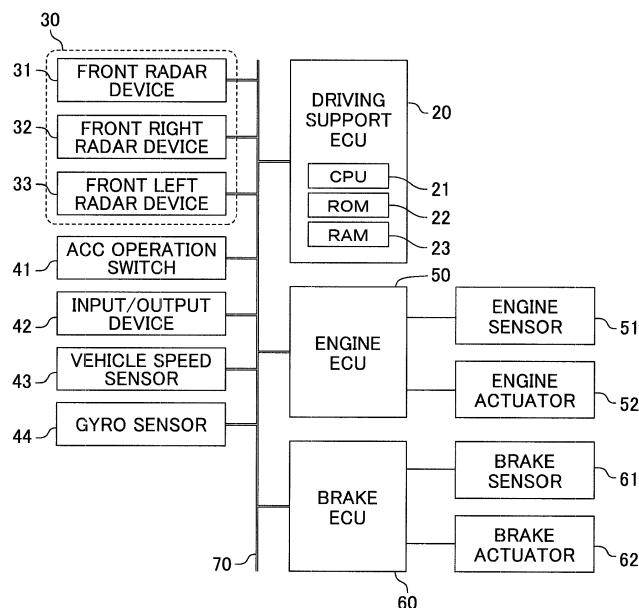 30
31
FRONT RADAR
DEVICE
32
FRONT RIGHT
RADAR DEVICE
33
FRONT LEFT
RADAR DEVICE
41
ACC OPERATION
SWITCH
42
INPUT/OUTPUT
DEVICE
43
VEHICLE SPEED
SENSOR
44
GYRO SENSOR
70
DRIVING
SUPPORT
ECU
20
CPU
21
ROM
22
RAM
23
50
ENGINE
ECU
ENGINE
SENSOR
51
ENGINE
ACTUATOR
52
BRAKE
ECU
60
BRAKE
SENSOR
61
BRAKE
ACTUATOR
62